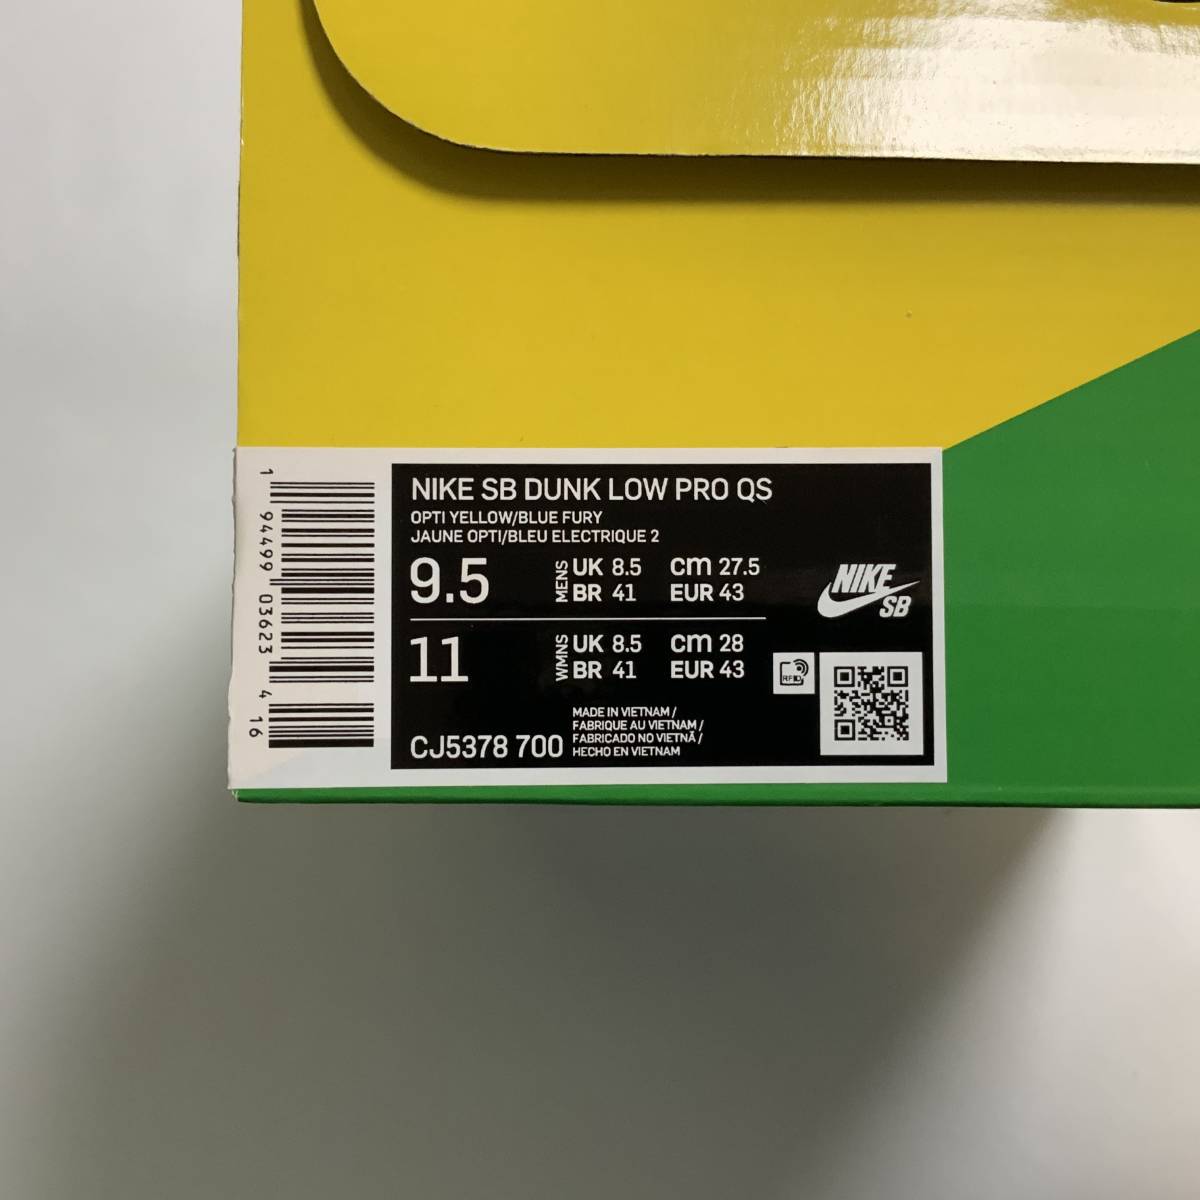 1 94499 03623 4 16
NIKE SB DUNK LOW PRO QS
OPTI YELLOW/BLUE FURY
JAUNE OPTI/BLEU ELECTRIQUE 2
9.5 MENS UK 8.5 cm 27.5
BR 41 EUR 43
11 WMNS UK 8.5 cm 28
BR 41 EUR 43
NIKE
SB
RFID
CJ5378 700
MADE IN VIETNAM /
FABRIQUE AU VIETNAM /
FABRICADO NO VIETNÃ /
HECHO EN VIETNAM